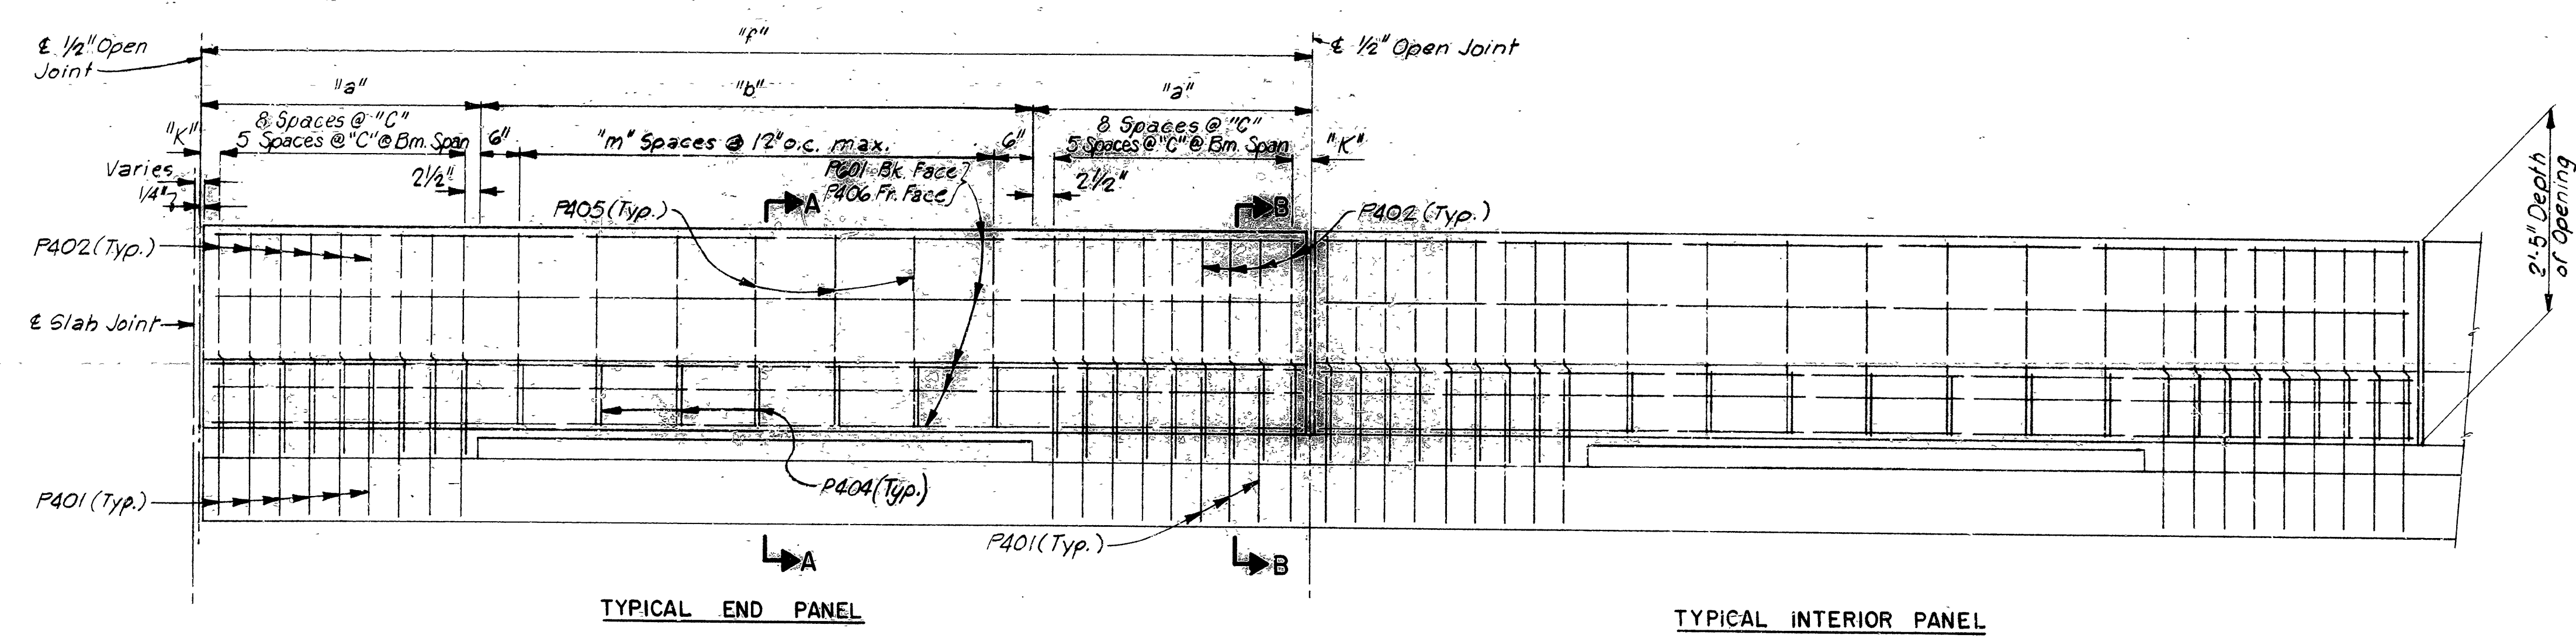 ℄ 1/2" Open
Joint
"f"
℄ 1/2" Open Joint
"a"
"b"
"a"
"K"
8 Spaces @ "C"
5 Spaces @ "C" @ Bm. Span
6"
"m" Spaces @ 12" o.c. max.
6"
8 Spaces @ "C"
5 Spaces @ "C" @ Bm. Span
"K"
Varies
1/4"
2 1/2"
P601 Bk. Face
P406 Fr. Face
2 1/2"
P405 (Typ.)
A
B
P402 (Typ.)
P402 (Typ.)
2'-5" Depth
of Opening
℄ Slab Joint
P404 (Typ.)
P401 (Typ.)
P401 (Typ.)
A
B
TYPICAL END PANEL
TYPICAL INTERIOR PANEL